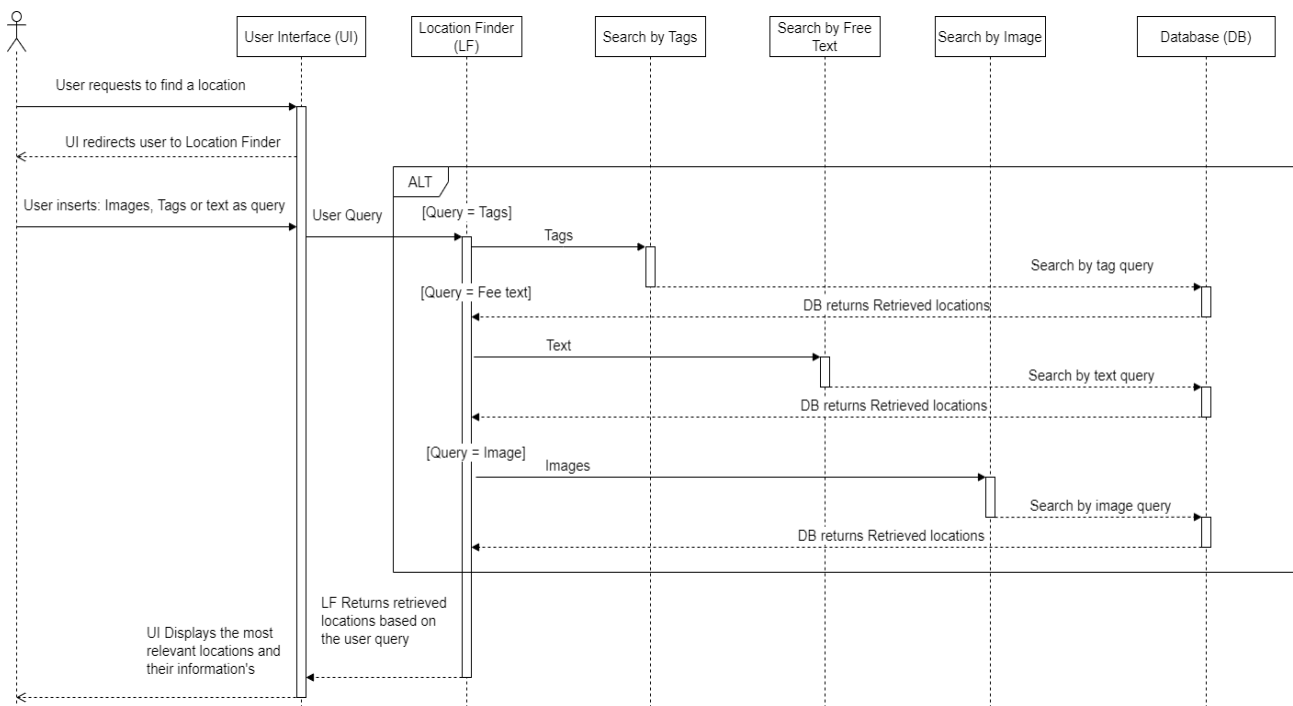 User Interface (UI)
Location Finder
(LF)
Search by Tags
Search by Free
Text
Search by Image
Database (DB)
User requests to find a location
UI redirects user to Location Finder
ALT
User inserts: Images, Tags or text as query
User Query
[Query = Tags]
Tags
Search by tag query
[Query = Fee text]
DB returns Retrieved locations
Text
Search by text query
DB returns Retrieved locations
[Query = Image]
Images
Search by image query
DB returns Retrieved locations
LF Returns retrieved
locations based on
the user query
UI Displays the most
relevant locations and
their information's